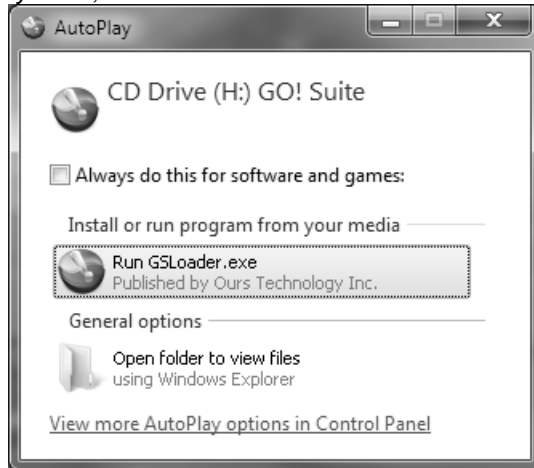 AutoPlay
CD Drive (H:) GO! Suite
Always do this for software and games:
Install or run program from your media
Run GSLoader.exe
Published by Ours Technology Inc.
General options
Open folder to view files
using Windows Explorer
View more AutoPlay options in Control Panel